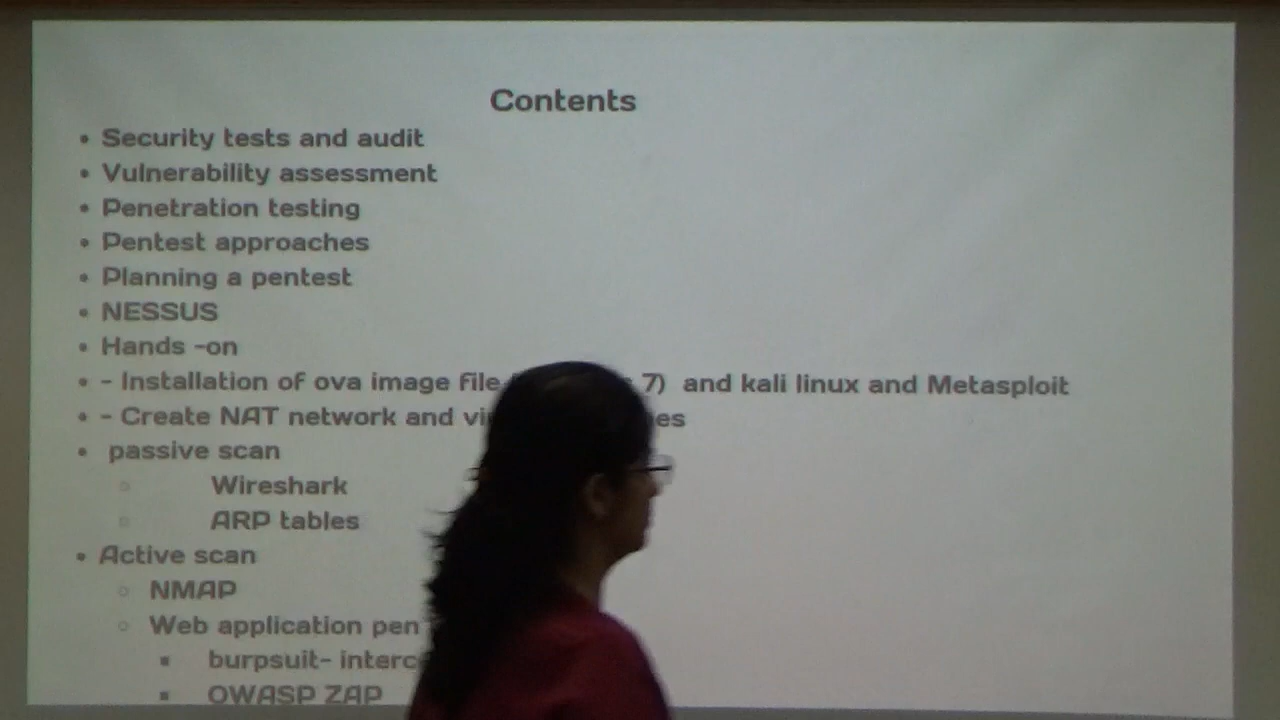 Contents
• Security tests and audit
• Vulnerability assessment
• Penetration testing
• Pentest approaches
• Planning a pentest
• NESSUS
• Hands -on
• - Installation of ova image file 7) and kali linux and Metasploit
• - Create NAT network and
• passive scan
○ Wireshark
○ ARP tables
• Active scan
○ NMAP
○ Web application pen
▪ burpsuit-
▪ OWASP ZAP